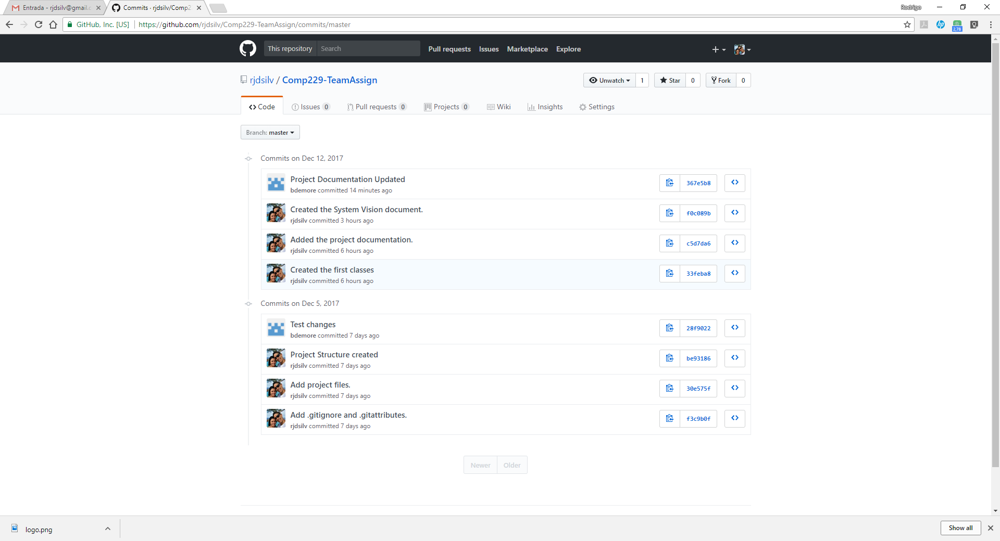 Entrada - rjdsilv@gmail.c
Commits · rjdsilv/Comp2
Rodrigo
GitHub, Inc. [US]
https://github.com/rjdsilv/Comp229-TeamAssign/commits/master
hp
2,78
This repository
Search
Pull requests
Issues
Marketplace
Explore
rjdsilv / Comp229-TeamAssign
Unwatch 1
Star 0
Fork 0
Code
Issues 0
Pull requests 0
Projects 0
Wiki
Insights
Settings
Branch: master
Commits on Dec 12, 2017
Project Documentation Updated
bdemore committed 14 minutes ago
367e5b8
Created the System Vision document.
rjdsilv committed 3 hours ago
f0c089b
Added the project documentation.
rjdsilv committed 6 hours ago
c5d7da6
Created the first classes
rjdsilv committed 6 hours ago
33feba8
Commits on Dec 5, 2017
Test changes
bdemore committed 7 days ago
28f9022
Project Structure created
rjdsilv committed 7 days ago
be93186
Add project files.
rjdsilv committed 7 days ago
30e575f
Add .gitignore and .gitattributes.
rjdsilv committed 7 days ago
f3c9b0f
Newer
Older
logo.png
Show all